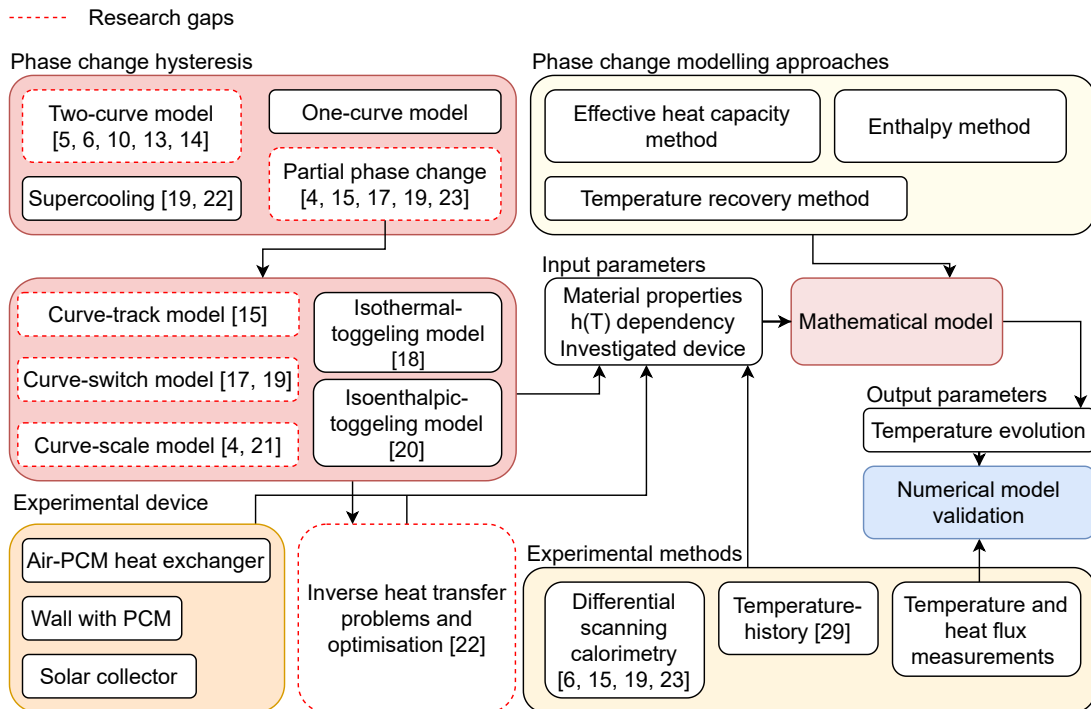 Research gaps
Phase change hysteresis
Two-curve model
[5, 6, 10, 13, 14]
One-curve model
Supercooling [19, 22]
Partial phase change
[4, 15, 17, 19, 23]
Phase change modelling approaches
Effective heat capacity
method
Enthalpy method
Temperature recovery method
Curve-track model [15]
Curve-switch model [17, 19]
Curve-scale model [4, 21]
Isothermal-
toggeling model
[18]
Isoenthalpic-
toggeling model
[20]
Input parameters
Material properties
h(T) dependency
Investigated device
Mathematical model
Output parameters
Temperature evolution
Numerical model
validation
Experimental device
Air-PCM heat exchanger
Wall with PCM
Solar collector
Inverse heat transfer
problems and
optimisation [22]
Experimental methods
Differential
scanning
calorimetry
[6, 15, 19, 23]
Temperature-
history [29]
Temperature and
heat flux
measurements